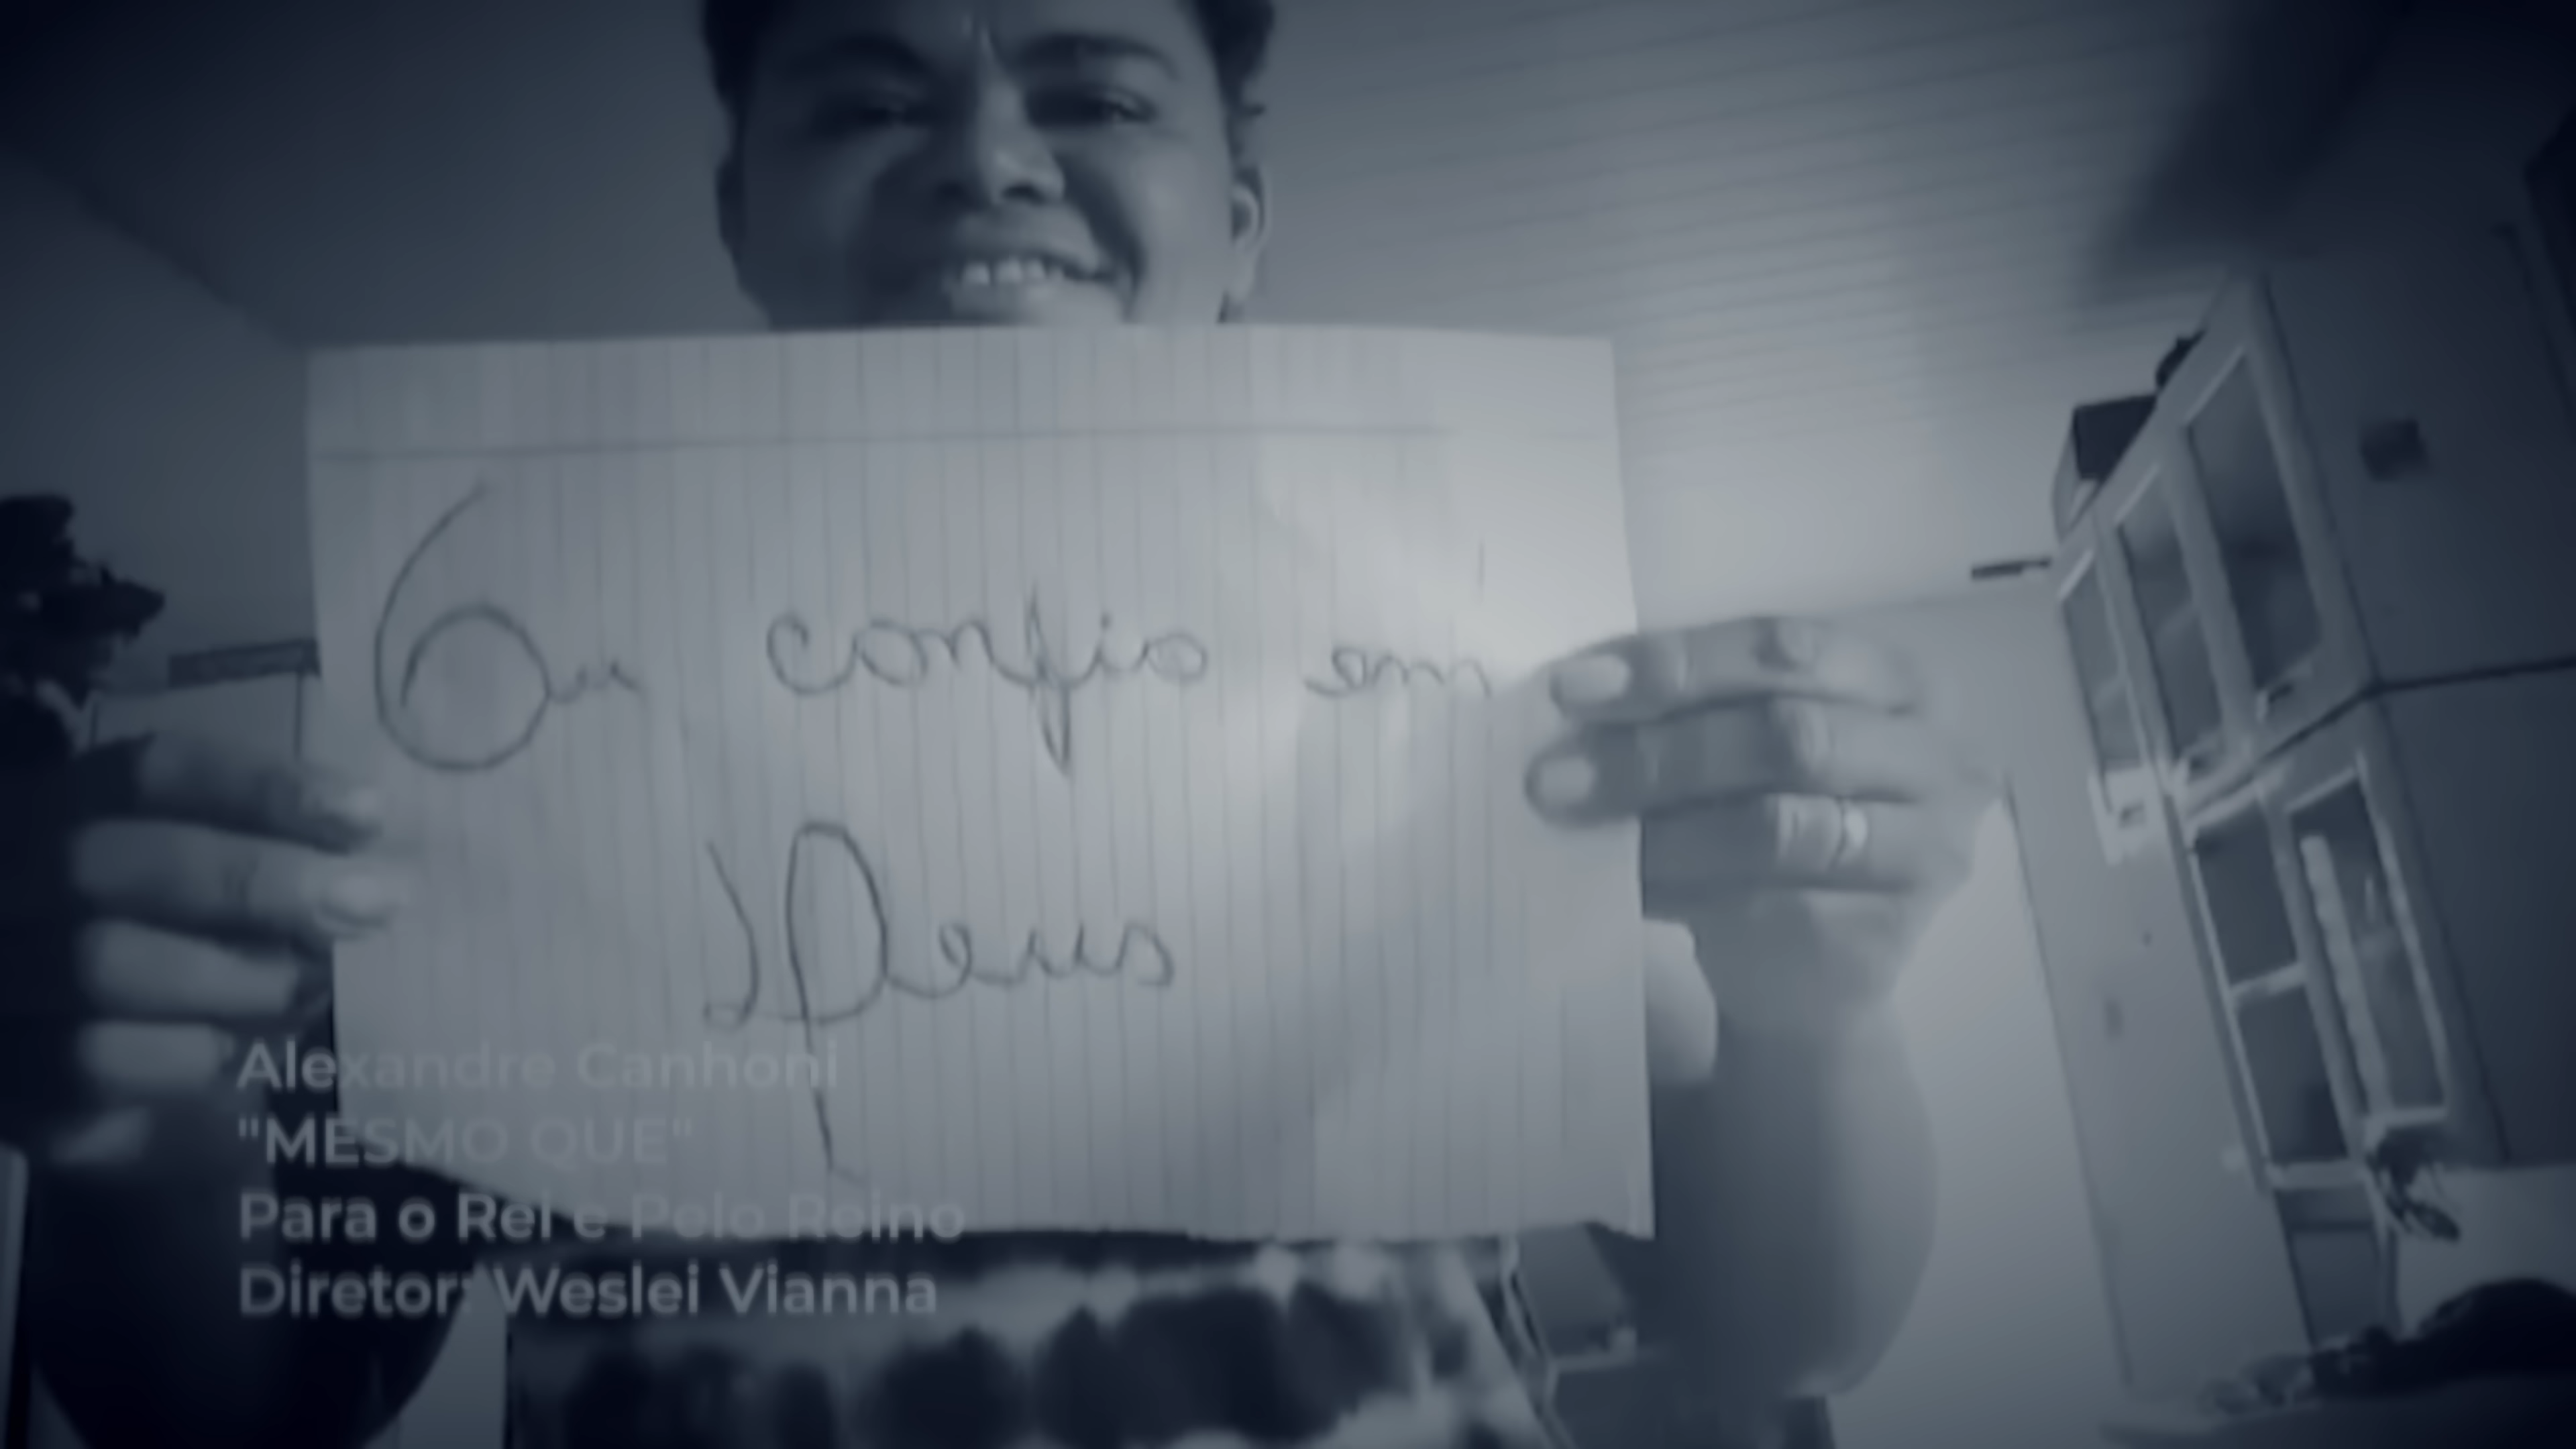 Eu confio em
Deus
Alexandre Canhoni
"MESMO QUE"
Para o Rei e Pelo Reino
Diretor: Weslei Vianna